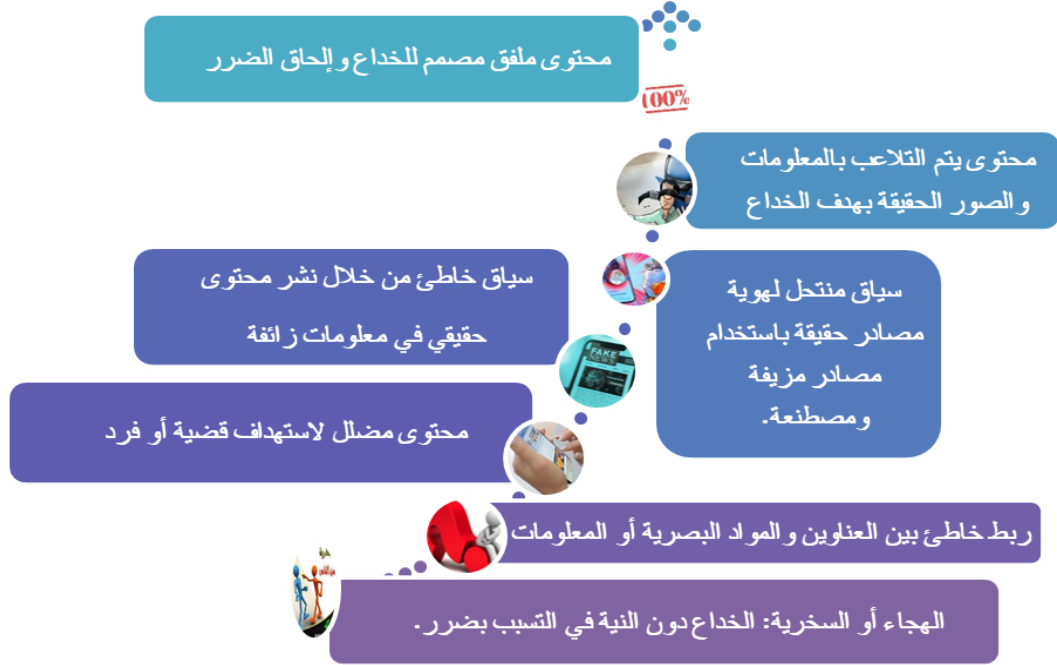 محتوى ملفق مصمم للخداع وإلحاق الضرر
100%
محتوى يتم التلاعب بالمعلومات
والصور الحقيقة بهدف الخداع
سياق منتحل لهوية
مصادر حقيقة باستخدام
مصادر مزيفة
ومصطنعة.
سياق خاطئ من خلال نشر محتوى
حقيقي في معلومات زائفة
FAKE
NEWS
محتوى مضلل لاستهداف قضية أو فرد
ربط خاطئ بين العناوين والمواد البصرية أو المعلومات
الهجاء أو السخرية: الخداع دون النية في التسبب بضرر.